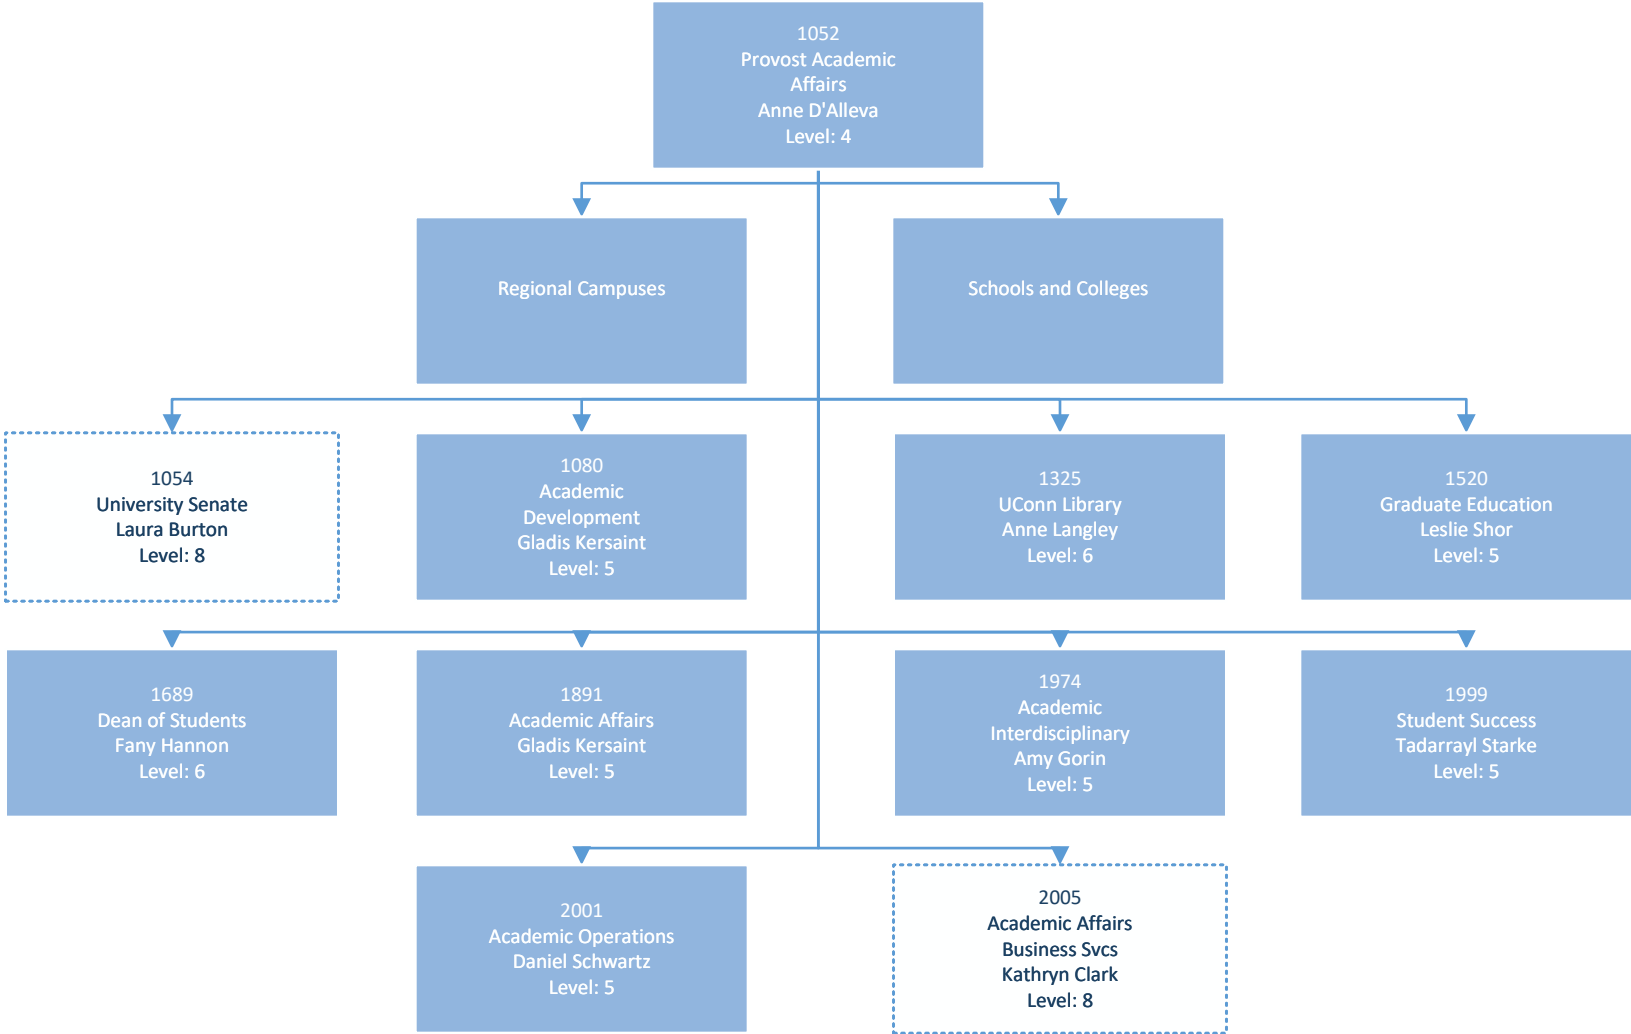 1052
Provost Academic
Affairs
Anne D'Alleva
Level: 4
Regional Campuses
Schools and Colleges
1054
University Senate
Laura Burton
Level: 8
1080
Academic
Development
Gladis Kersaint
Level: 5
1325
UConn Library
Anne Langley
Level: 6
1520
Graduate Education
Leslie Shor
Level: 5
1689
Dean of Students
Fany Hannon
Level: 6
1891
Academic Affairs
Gladis Kersaint
Level: 5
1974
Academic
Interdisciplinary
Amy Gorin
Level: 5
1999
Student Success
Tadarrayl Starke
Level: 5
2001
Academic Operations
Daniel Schwartz
Level: 5
2005
Academic Affairs
Business Svcs
Kathryn Clark
Level: 8